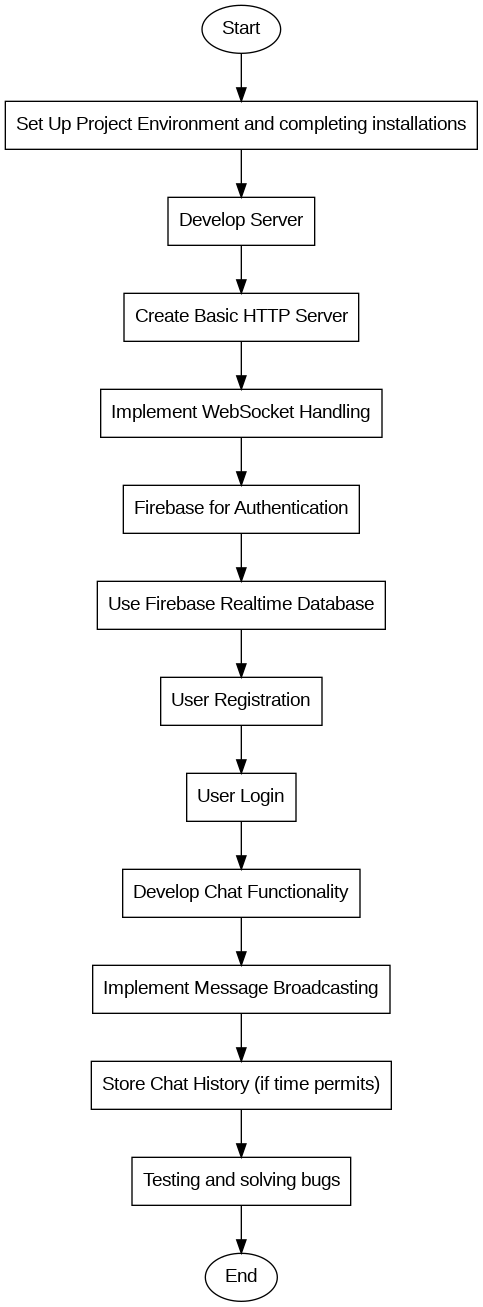 Start
Set Up Project Environment and completing installations
Develop Server
Create Basic HTTP Server
Implement WebSocket Handling
Firebase for Authentication
Use Firebase Realtime Database
User Registration
User Login
Develop Chat Functionality
Implement Message Broadcasting
Store Chat History (if time permits)
Testing and solving bugs
End